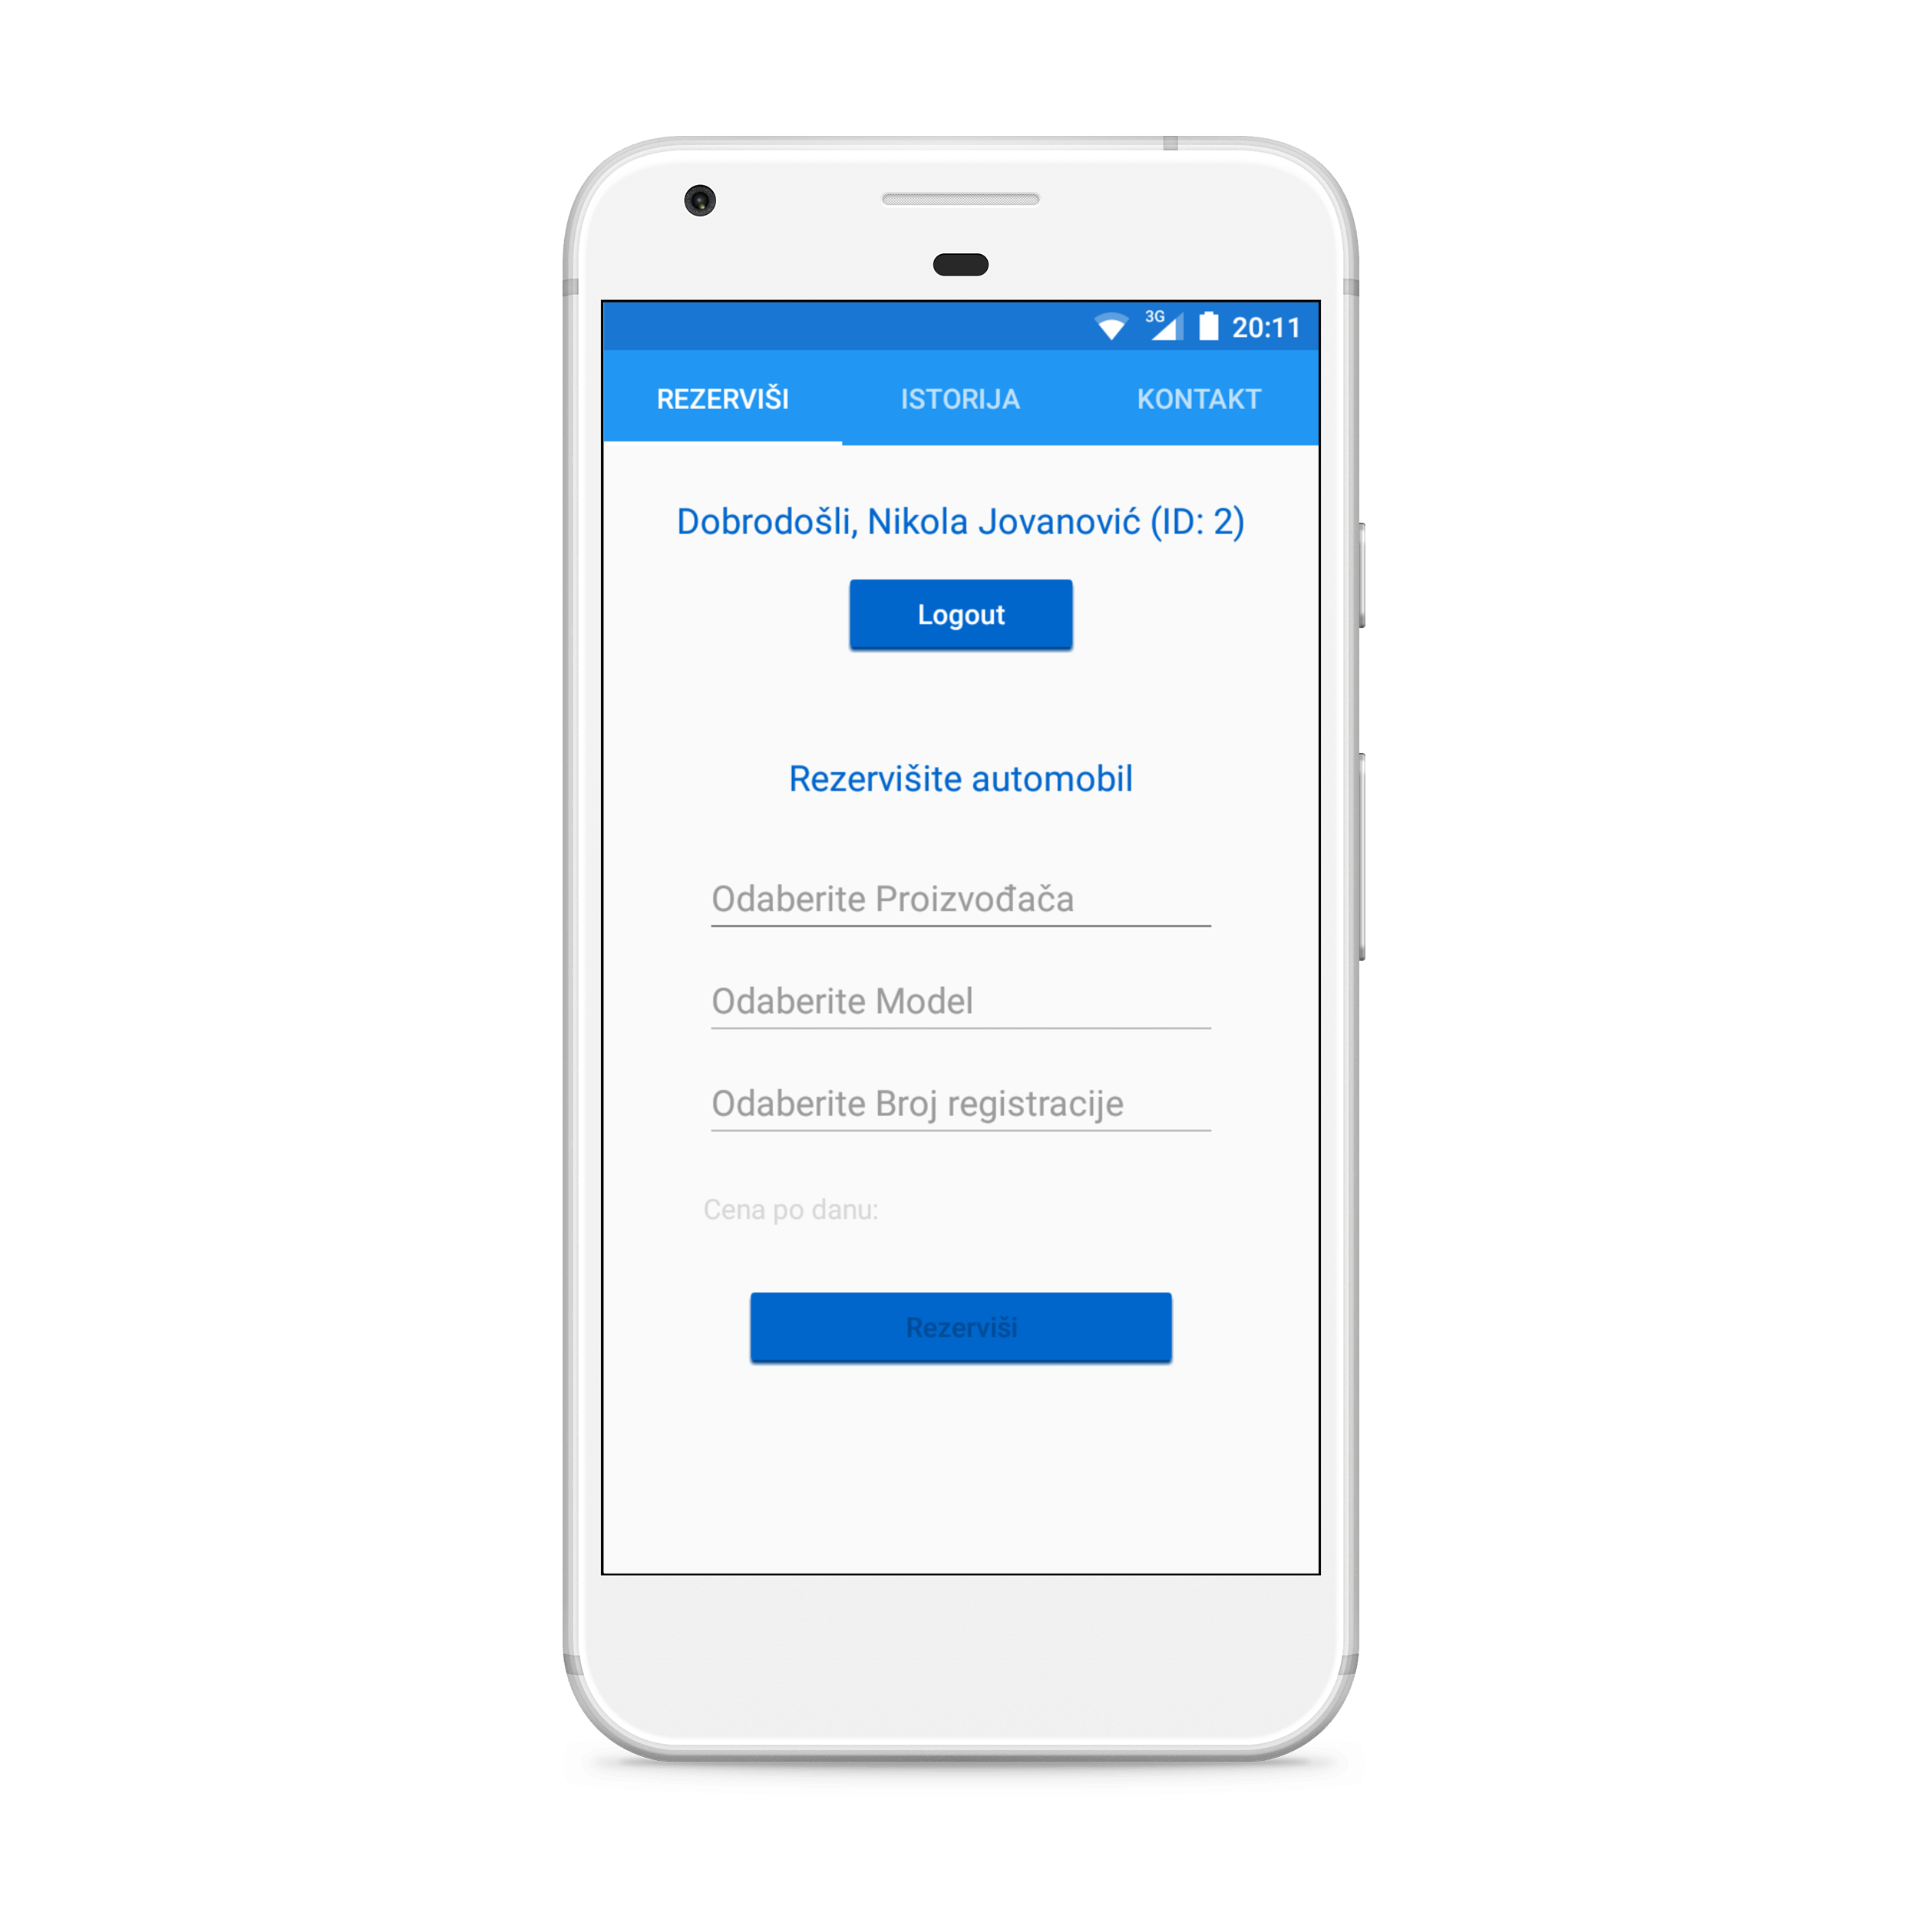 3G 20:11
REZERVIŠI ISTORIJA KONTAKT
Dobrodošli, Nikola Jovanović (ID: 2)
Logout
Rezervišite automobil
Odaberite Proizvođača
Odaberite Model
Odaberite Broj registracije
Cena po danu:
Rezerviši